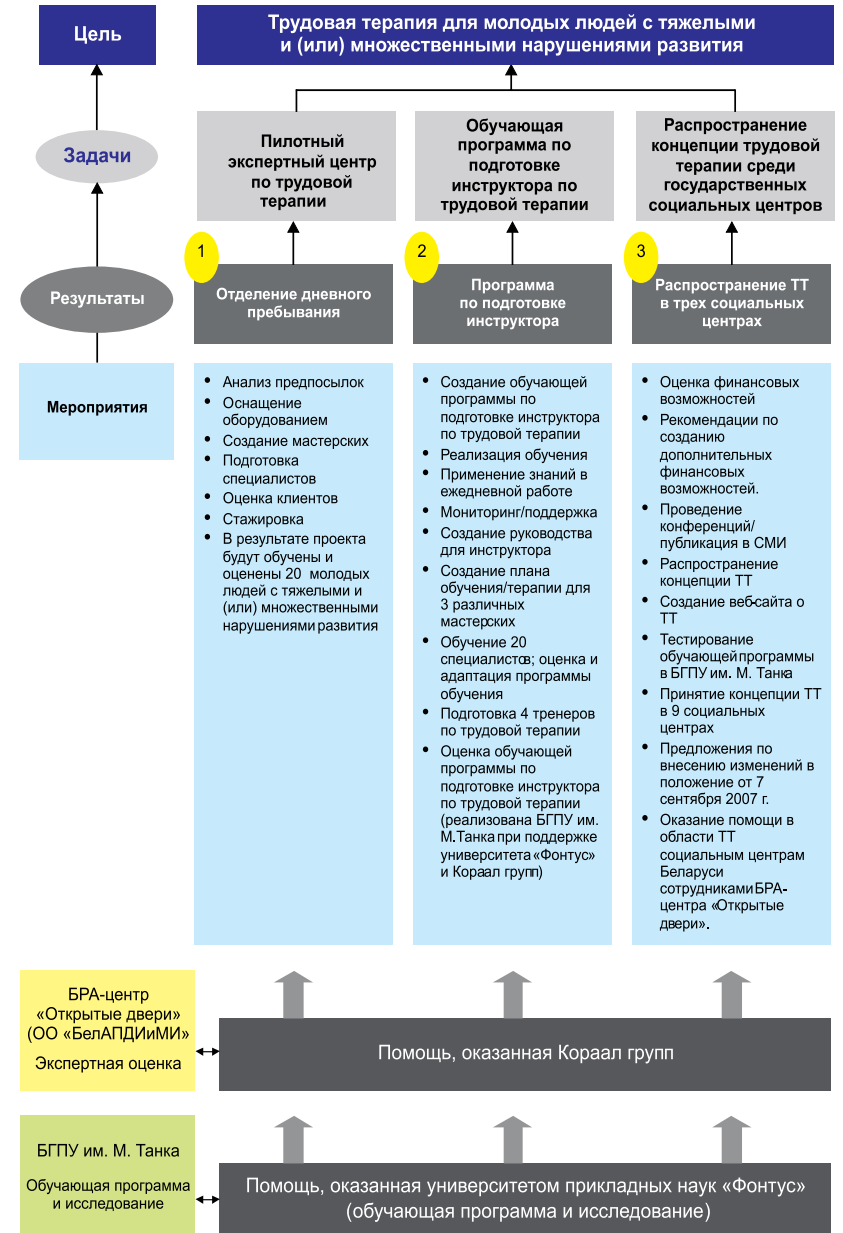 Цель
Трудовая терапия для молодых людей с тяжелыми
и (или) множественными нарушениями развития
Задачи
Пилотный
экспертный центр
по трудовой
терапии
Обучающая
программа по
подготовке
инструктора по
трудовой терапии
Распространение
концепции трудовой
терапии среди
государственных
социальных центров
Результаты
1
Отделение дневного
пребывания
2
Программа
по подготовке
инструктора
3
Распространение ТТ
в трех социальных
центрах
Мероприятия
• Анализ предпосылок
• Оснащение
оборудованием
• Создание мастерских
• Подготовка
специалистов
• Оценка клиентов
• Стажировка
• В результате проекта
будут обучены и
оценены 20 молодых
людей с тяжелыми и
(или) множественными
нарушениями развития
• Создание обучающей
программы по
подготовке инструктора
по трудовой терапии
• Реализация обучения
• Применение знаний в
ежедневной работе
• Мониторинг/поддержка
• Создание руководства
для инструктора
• Создание плана
обучения/терапии для
3 различных
мастерских
• Обучение 20
специалистов; оценка и
адаптация программы
обучения
• Подготовка 4 тренеров
по трудовой терапии
• Оценка обучающей
программы по
подготовке инструктора
по трудовой терапии
(реализована БГПУ им.
М.Танка при поддержке
университета «Фонтус»
и Кораал групп)
• Оценка финансовых
возможностей
• Рекомендации по
созданию
дополнительных
финансовых
возможностей.
• Проведение
конференций/
публикация в СМИ
• Распространение
концепции ТТ
• Создание веб-сайта о
ТТ
• Тестирование
обучающей программы
в БГПУ им. М. Танка
• Принятие концепции ТТ
в 9 социальных
центрах
• Предложения по
внесению изменений в
положение от 7
сентября 2007 г.
• Оказание помощи в
области ТТ
социальным центрам
Беларуси
сотрудниками БРА-
центра «Открытые
двери».
БРА-центр
«Открытые двери»
(ОО «БелАПДИиМИ»
Экспертная оценка
Помощь, оказанная Кораал групп
БГПУ им. М. Танка
Обучающая программа
и исследование
Помощь, оказанная университетом прикладных наук «Фонтус»
(обучающая программа и исследование)